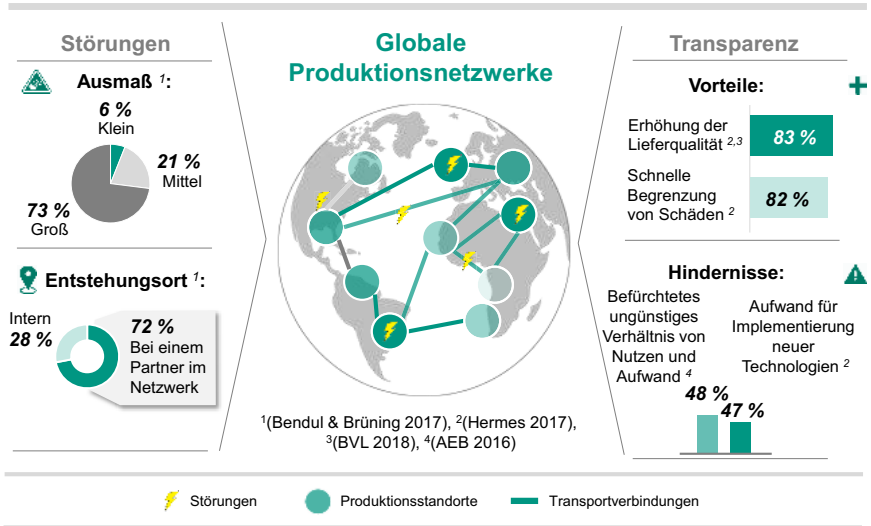 Störungen
Ausmaß ¹:
6 %
Klein
21 %
Mittel
73 %
Groß
Entstehungsort ¹:
Intern
28 %
72 %
Bei einem
Partner im
Netzwerk
Globale
Produktionsnetzwerke
¹(Bendul & Brüning 2017), ²(Hermes 2017),
³(BVL 2018), ⁴(AEB 2016)
Transparenz
Vorteile:
Erhöhung der
Lieferqualität ²,³
83 %
Schnelle
Begrenzung
von Schäden ²
82 %
Hindernisse:
Befürchtetes
ungünstiges
Verhältnis von
Nutzen und
Aufwand ⁴
48 %
Aufwand für
Implementierung
neuer
Technologien ²
47 %
Störungen
Produktionsstandorte
Transportverbindungen